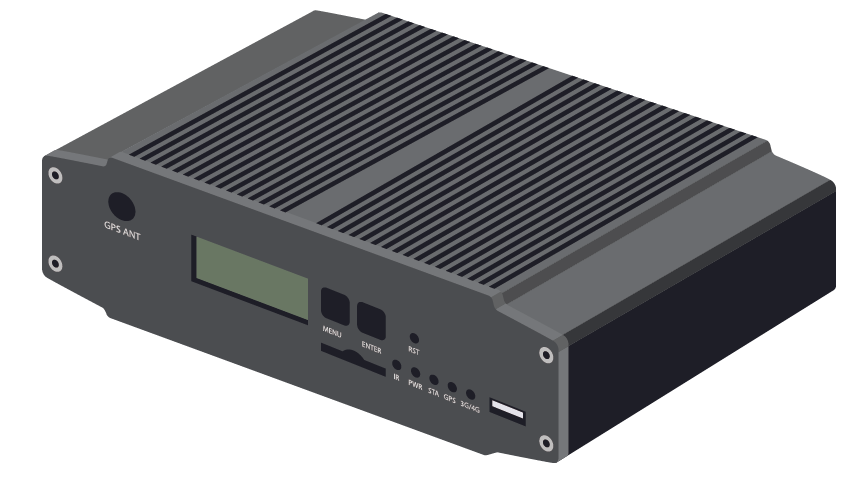 GPS ANT
MENU
ENTER
RST
IR PWR STA GPS 3G/4G